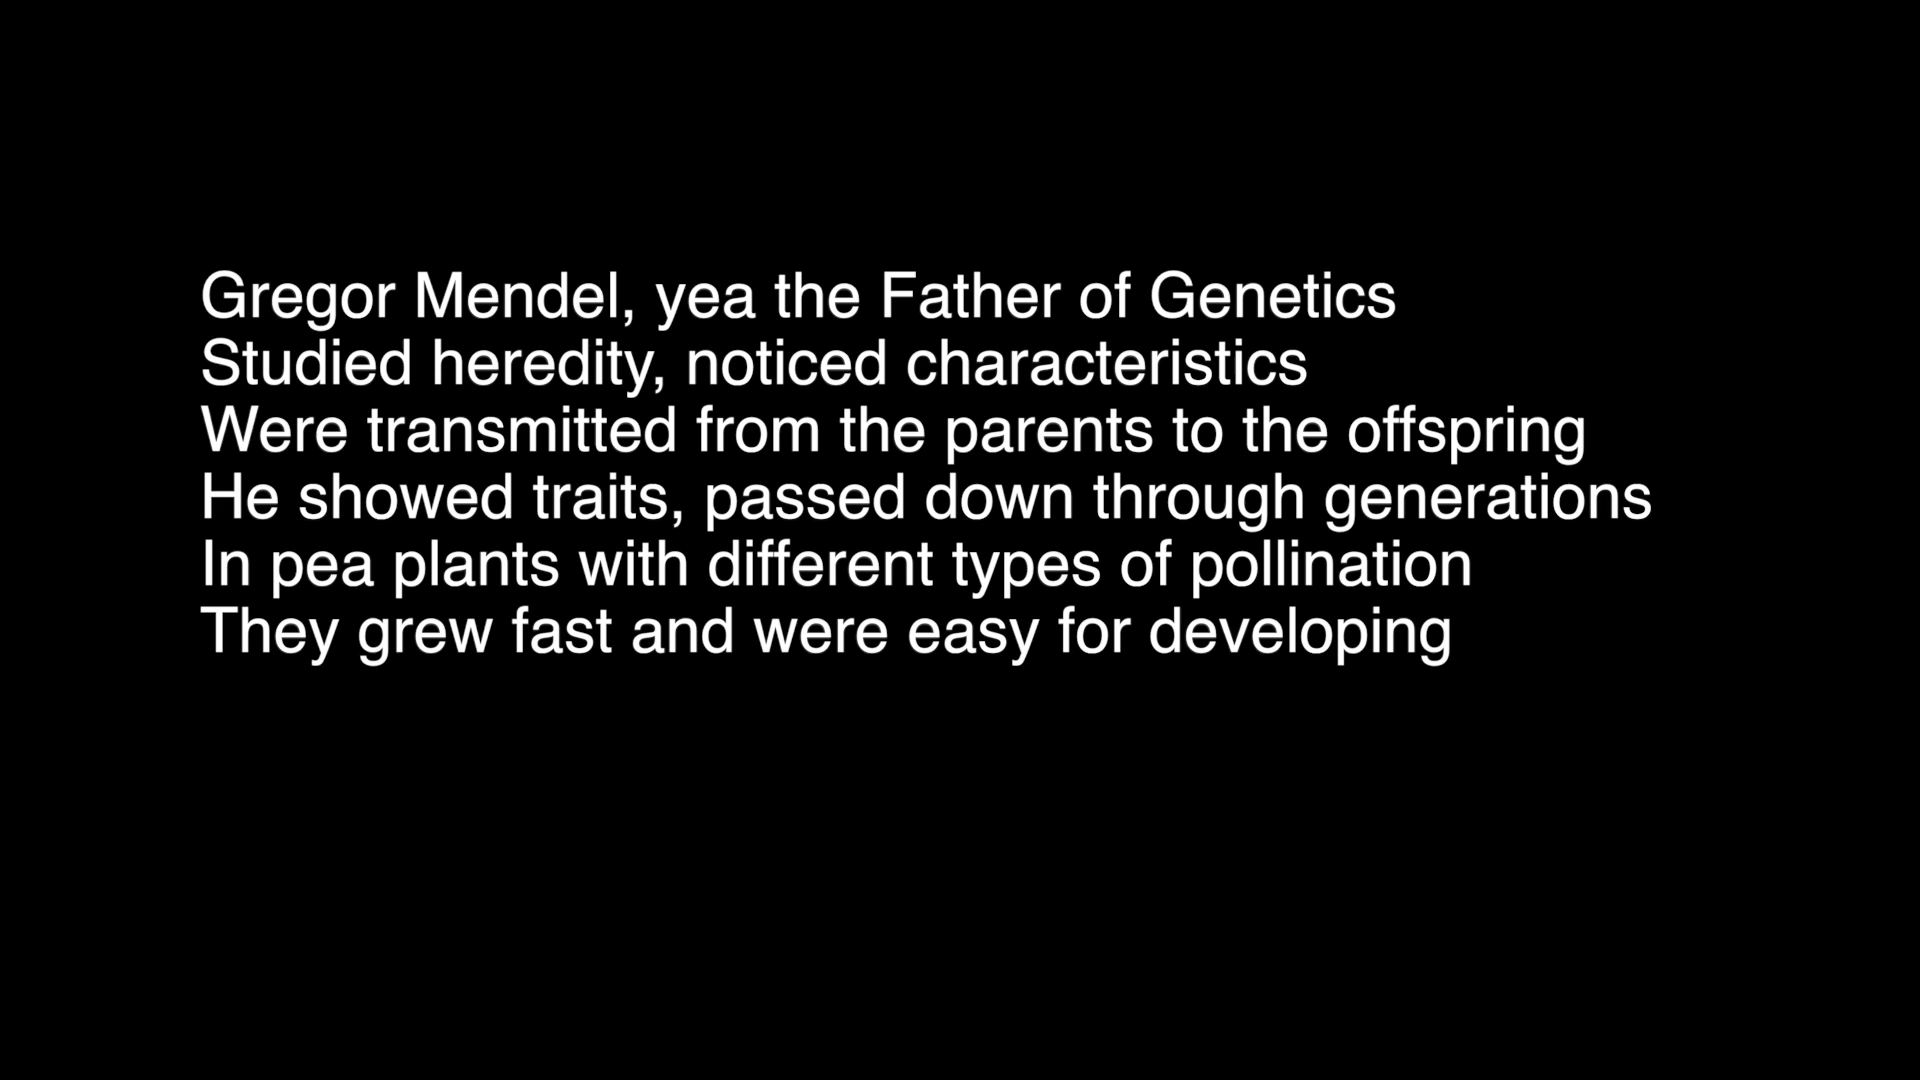 Gregor Mendel, yea the Father of Genetics
Studied heredity, noticed characteristics
Were transmitted from the parents to the offspring
He showed traits, passed down through generations
In pea plants with different types of pollination
They grew fast and were easy for developing